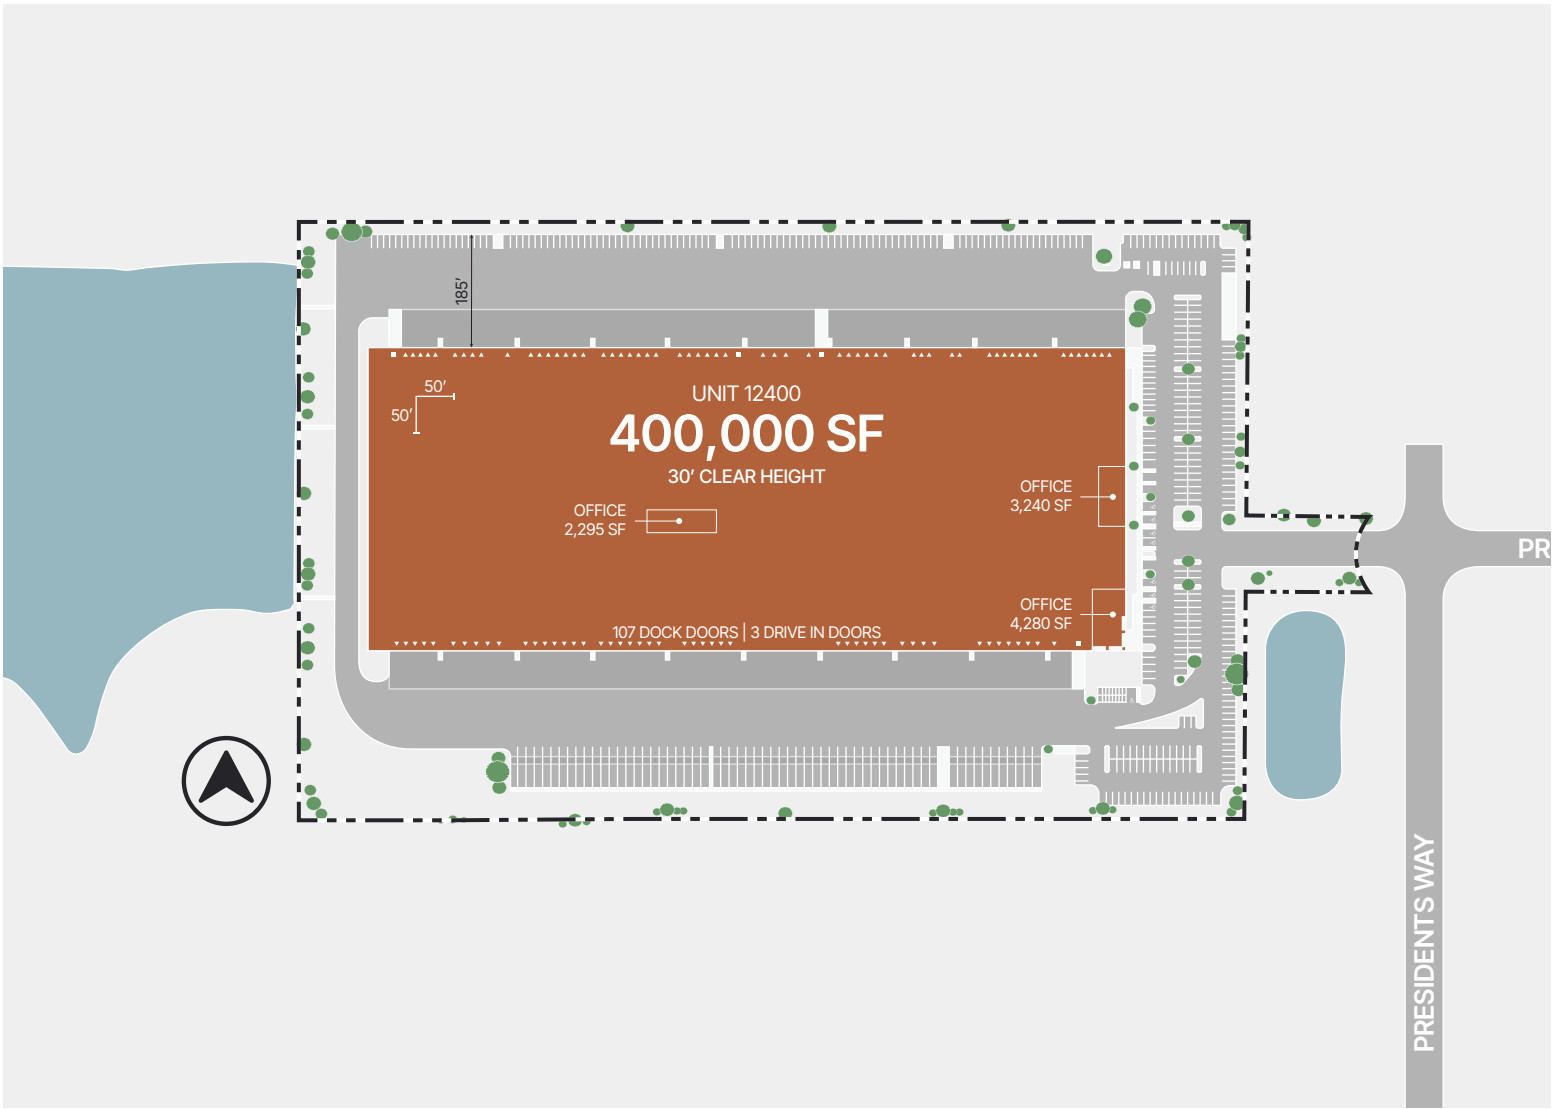 185’
50’
50’
UNIT 12400
400,000 SF
30’ CLEAR HEIGHT
OFFICE
2,295 SF
OFFICE
3,240 SF
OFFICE
4,280 SF
107 DOCK DOORS | 3 DRIVE IN DOORS
PR
PRESIDENTS WAY